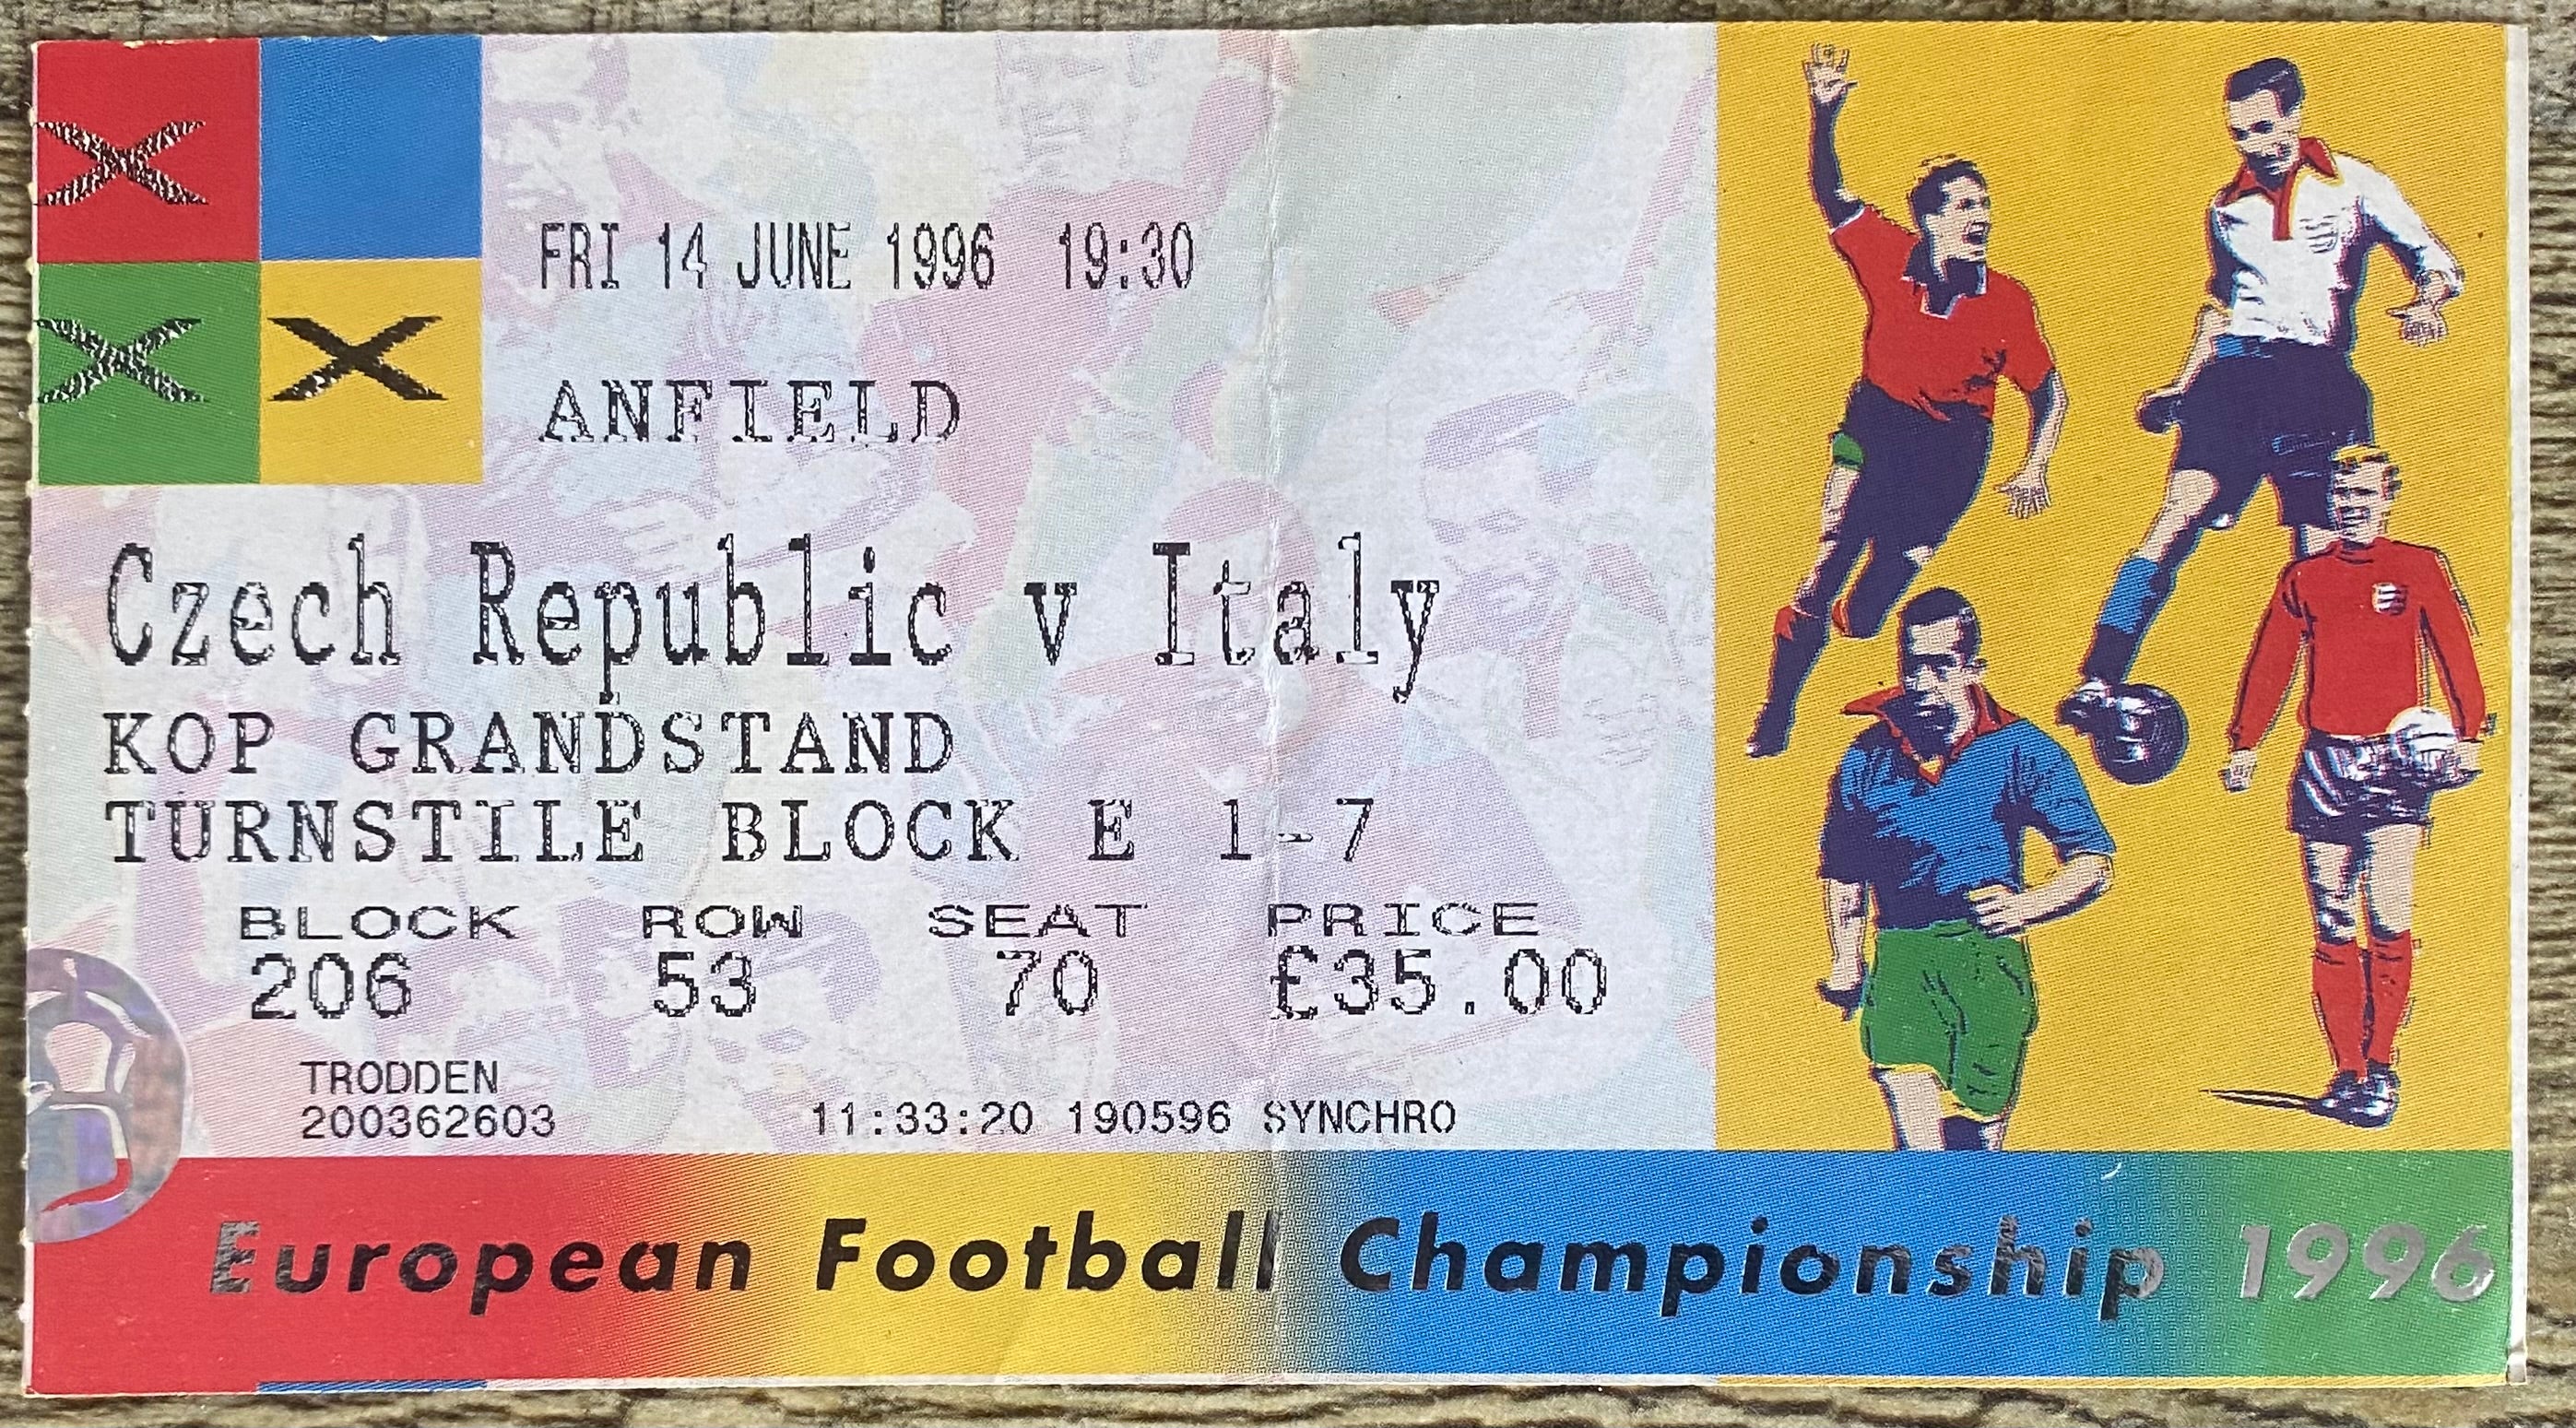 FRI 14 JUNE 1996 19:30
ANFIELD
Czech Republic v Italy
KOP GRANDSTAND
TURNSTILE BLOCK E 1-7
BLOCK ROW SEAT PRICE
206 53 70 £35.00
TRODDEN
200362603 11:33:20 190596 SYNCHRO
European Football Championship 1996